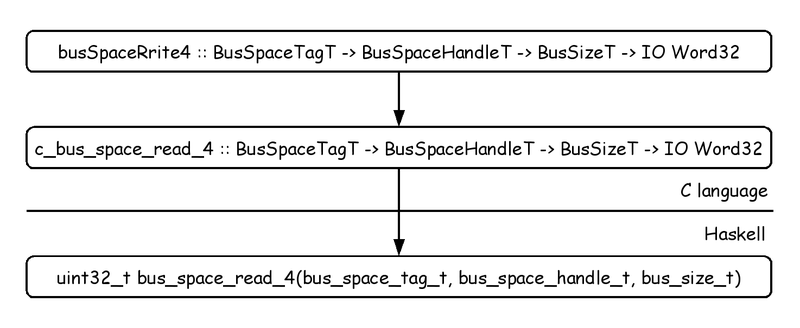 busSpaceRrite4 :: BusSpaceTagT -> BusSpaceHandleT -> BusSizeT -> IO Word32
c_bus_space_read_4 :: BusSpaceTagT -> BusSpaceHandleT -> BusSizeT -> IO Word32
C language
Haskell
uint32_t bus_space_read_4(bus_space_tag_t, bus_space_handle_t, bus_size_t)